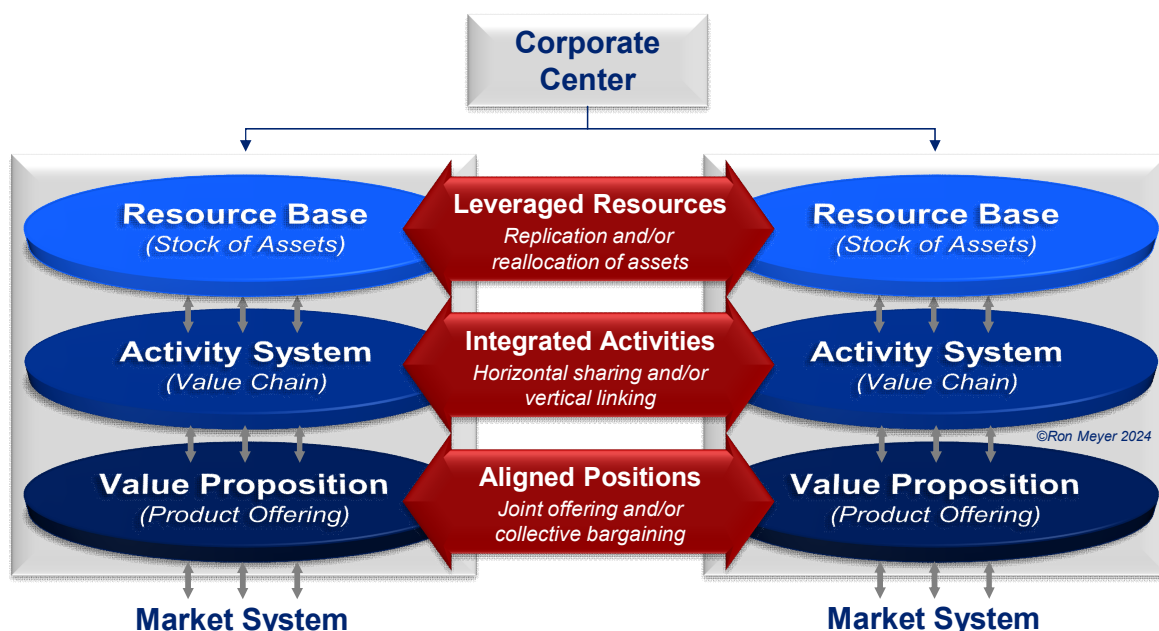 Corporate
Center
Resource Base
(Stock of Assets)
Leveraged Resources
Replication and/or
reallocation of assets
Resource Base
(Stock of Assets)
Activity System
(Value Chain)
Integrated Activities
Horizontal sharing and/or
vertical linking
Activity System
(Value Chain)
©Ron Meyer 2024
Value Proposition
(Product Offering)
Aligned Positions
Joint offering and/or
collective bargaining
Value Proposition
(Product Offering)
Market System
Market System